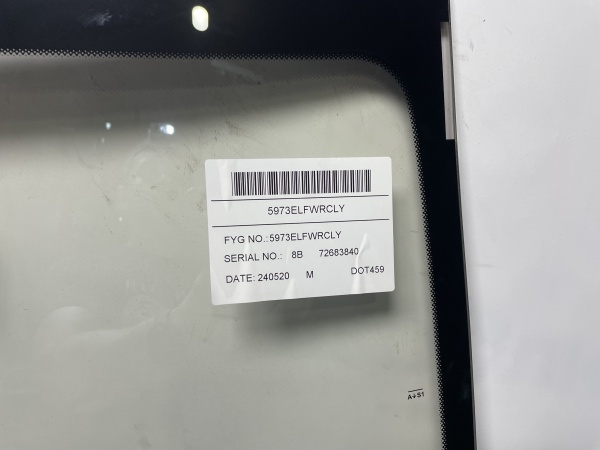 5973ELFWRCLY
FYG NO.:5973ELFWRCLY
SERIAL NO.: 8B 72683840
DATE: 240520 M DOT459
A↓S1